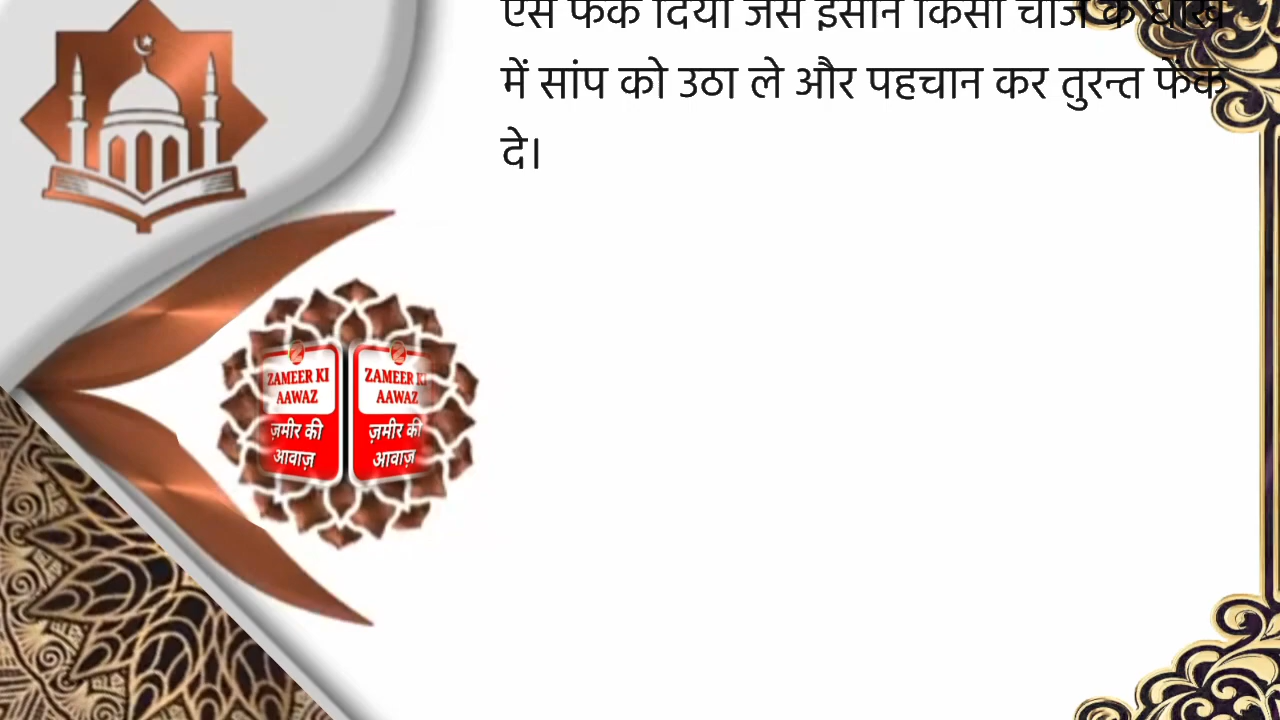 ऐसे फेंक दिया जैसे इंसान किसी चीज के धोखे
में सांप को उठा ले और पहचान कर तुरन्त फेंक
दे।
ZAMEER KI
AAWAZ
ज़मीर की
आवाज़
ZAMEER KI
AAWAZ
ज़मीर की
आवाज़